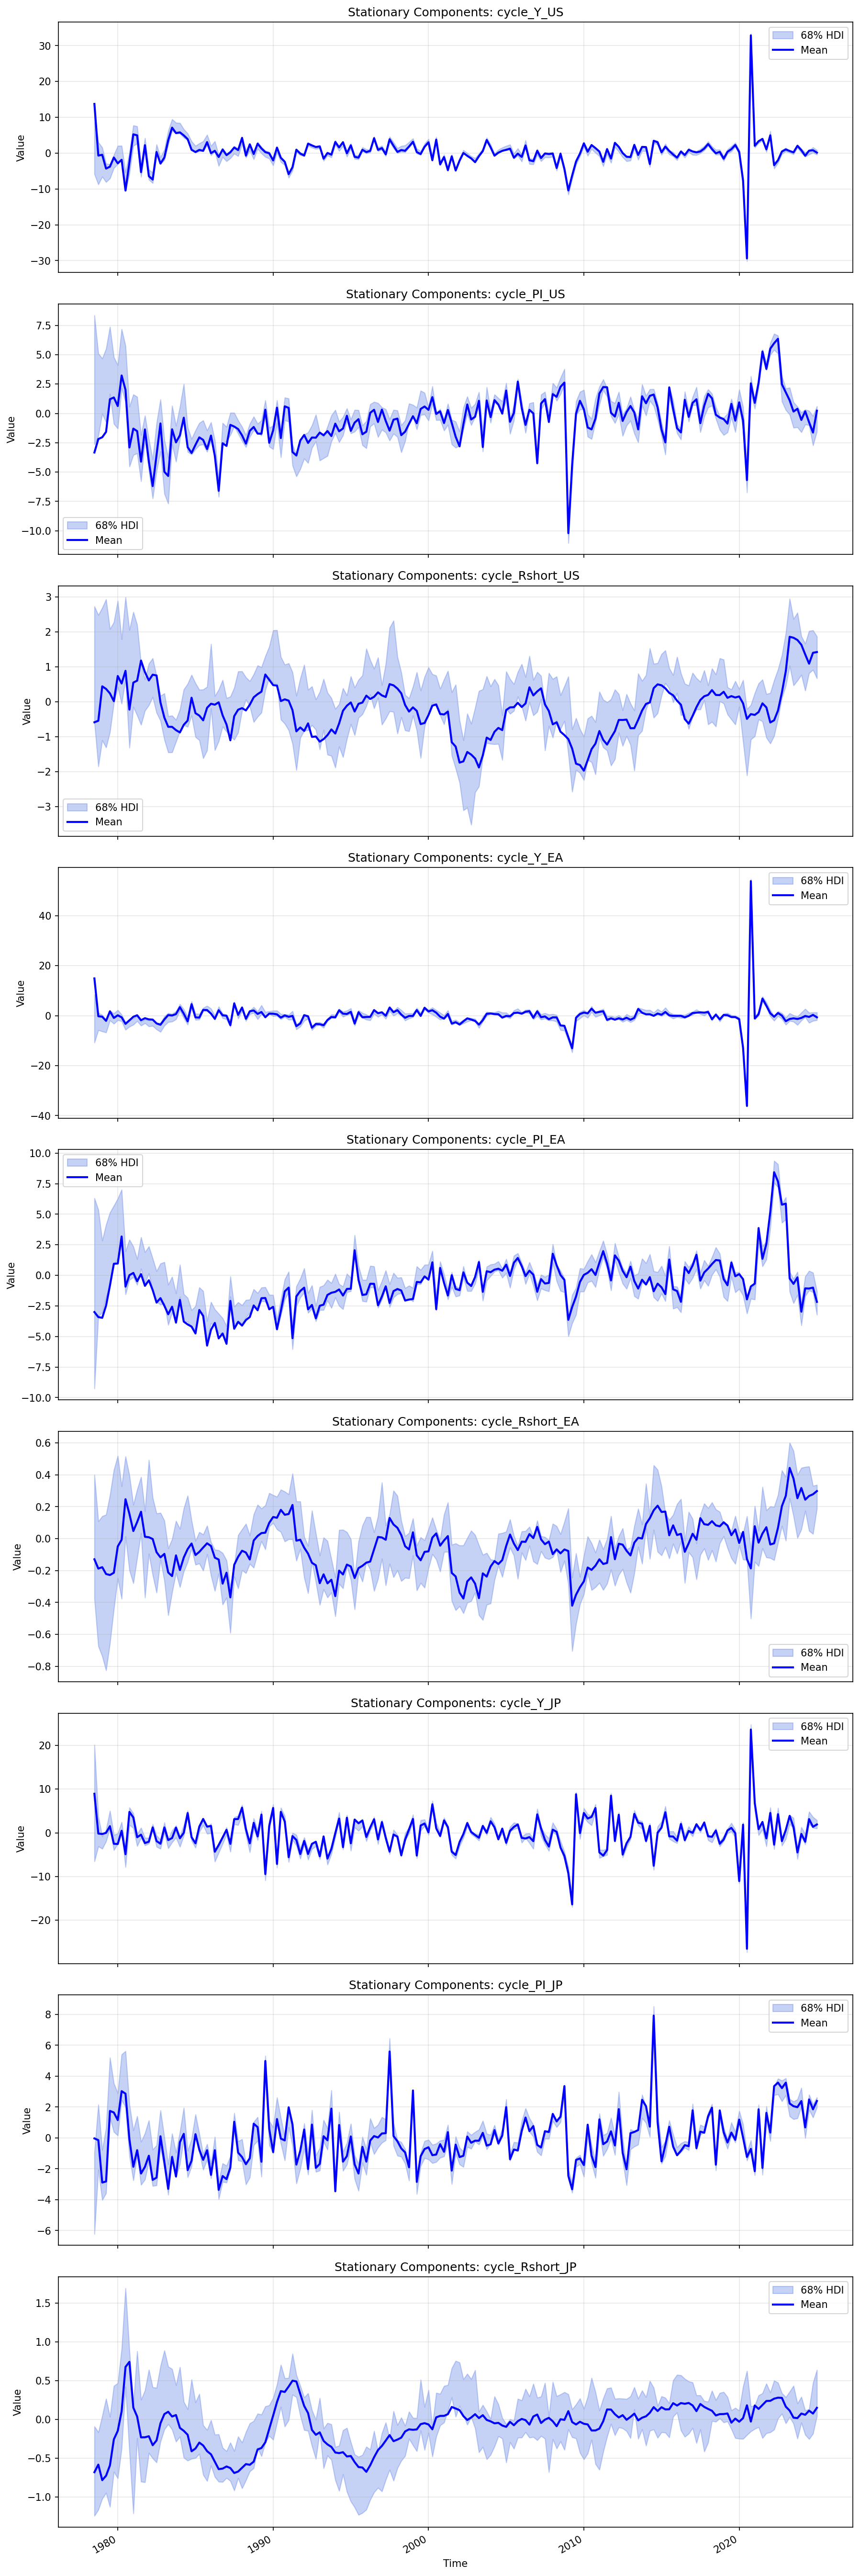 Stationary Components: cycle_Y_US
30
20
10
0
−10
−20
−30
Value
68% HDI
Mean
Stationary Components: cycle_PI_US
7.5
5.0
2.5
0.0
−2.5
−5.0
−7.5
−10.0
Value
68% HDI
Mean
Stationary Components: cycle_Rshort_US
3
2
1
0
−1
−2
−3
Value
68% HDI
Mean
Stationary Components: cycle_Y_EA
40
20
0
−20
−40
Value
68% HDI
Mean
Stationary Components: cycle_PI_EA
10.0
7.5
5.0
2.5
0.0
−2.5
−5.0
−7.5
−10.0
Value
68% HDI
Mean
Stationary Components: cycle_Rshort_EA
0.6
0.4
0.2
0.0
−0.2
−0.4
−0.6
−0.8
Value
68% HDI
Mean
Stationary Components: cycle_Y_JP
20
10
0
−10
−20
Value
68% HDI
Mean
Stationary Components: cycle_PI_JP
8
6
4
2
0
−2
−4
−6
Value
68% HDI
Mean
Stationary Components: cycle_Rshort_JP
1.5
1.0
0.5
0.0
−0.5
−1.0
Value
68% HDI
Mean
1980
1990
2000
2010
2020
Time